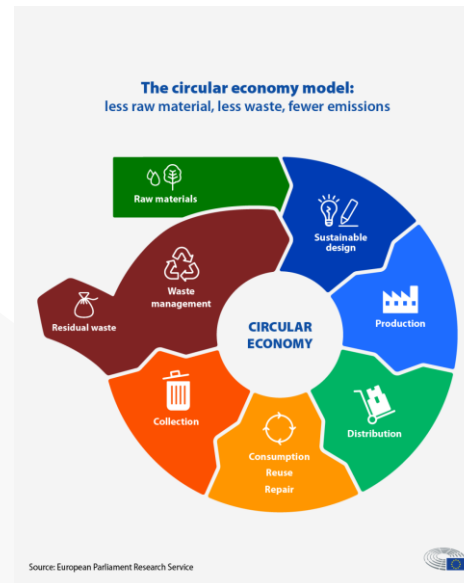 The circular economy model:
less raw material, less waste, fewer emissions
Raw materials
Sustainable
design
Waste
management
Residual waste
Production
CIRCULAR
ECONOMY
Collection
Distribution
Consumption
Reuse
Repair
Source: European Parliament Research Service